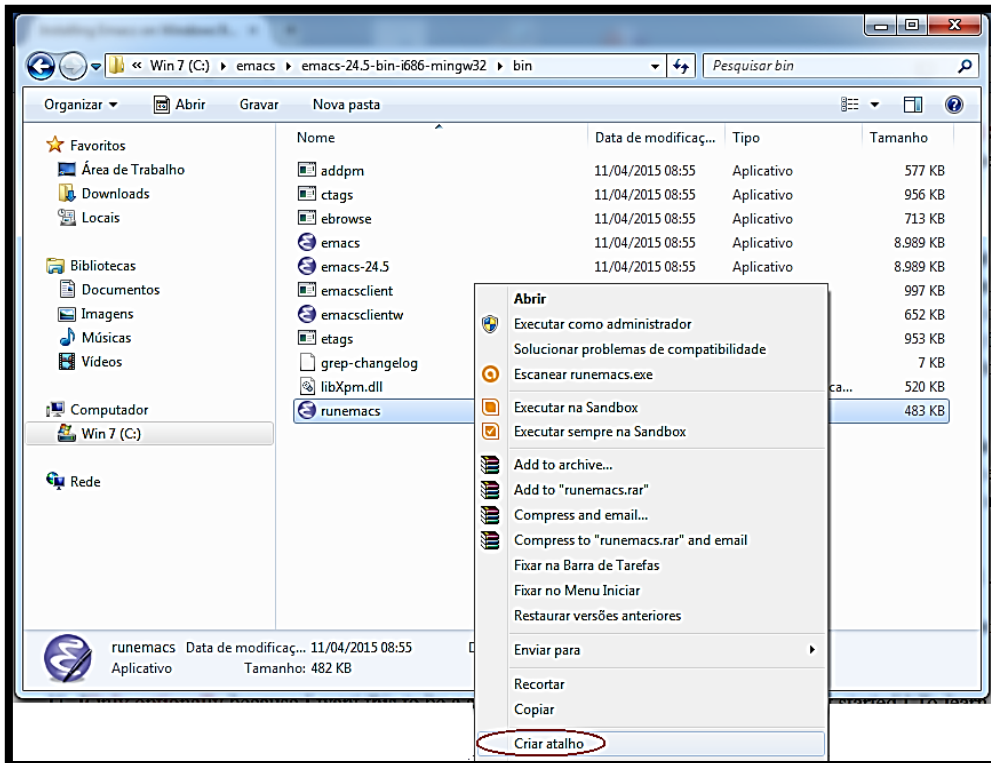 « Win 7 (C:) ▸ emacs ▸ emacs-24.5-bin-i686-mingw32 ▸ bin
Pesquisar bin
Organizar Abrir Gravar Nova pasta
Nome Data de modificaç... Tipo Tamanho
Favoritos
Área de Trabalho
Downloads
Locais
Bibliotecas
Documentos
Imagens
Músicas
Vídeos
Computador
Win 7 (C:)
Rede
addpm 11/04/2015 08:55 Aplicativo 577 KB
ctags 11/04/2015 08:55 Aplicativo 956 KB
ebrowse 11/04/2015 08:55 Aplicativo 713 KB
emacs 11/04/2015 08:55 Aplicativo 8.989 KB
emacs-24.5 11/04/2015 08:55 Aplicativo 8.989 KB
emacsclient 997 KB
emacsclientw 652 KB
etags 953 KB
grep-changelog 7 KB
libXpm.dll ca... 520 KB
runemacs 483 KB
Abrir
Executar como administrador
Solucionar problemas de compatibilidade
Escanear runemacs.exe
Executar na Sandbox
Executar sempre na Sandbox
Add to archive...
Add to "runemacs.rar"
Compress and email...
Compress to "runemacs.rar" and email
Fixar na Barra de Tarefas
Fixar no Menu Iniciar
Restaurar versões anteriores
Enviar para
Recortar
Copiar
Criar atalho
runemacs Data de modificaç... 11/04/2015 08:55
Aplicativo Tamanho: 482 KB